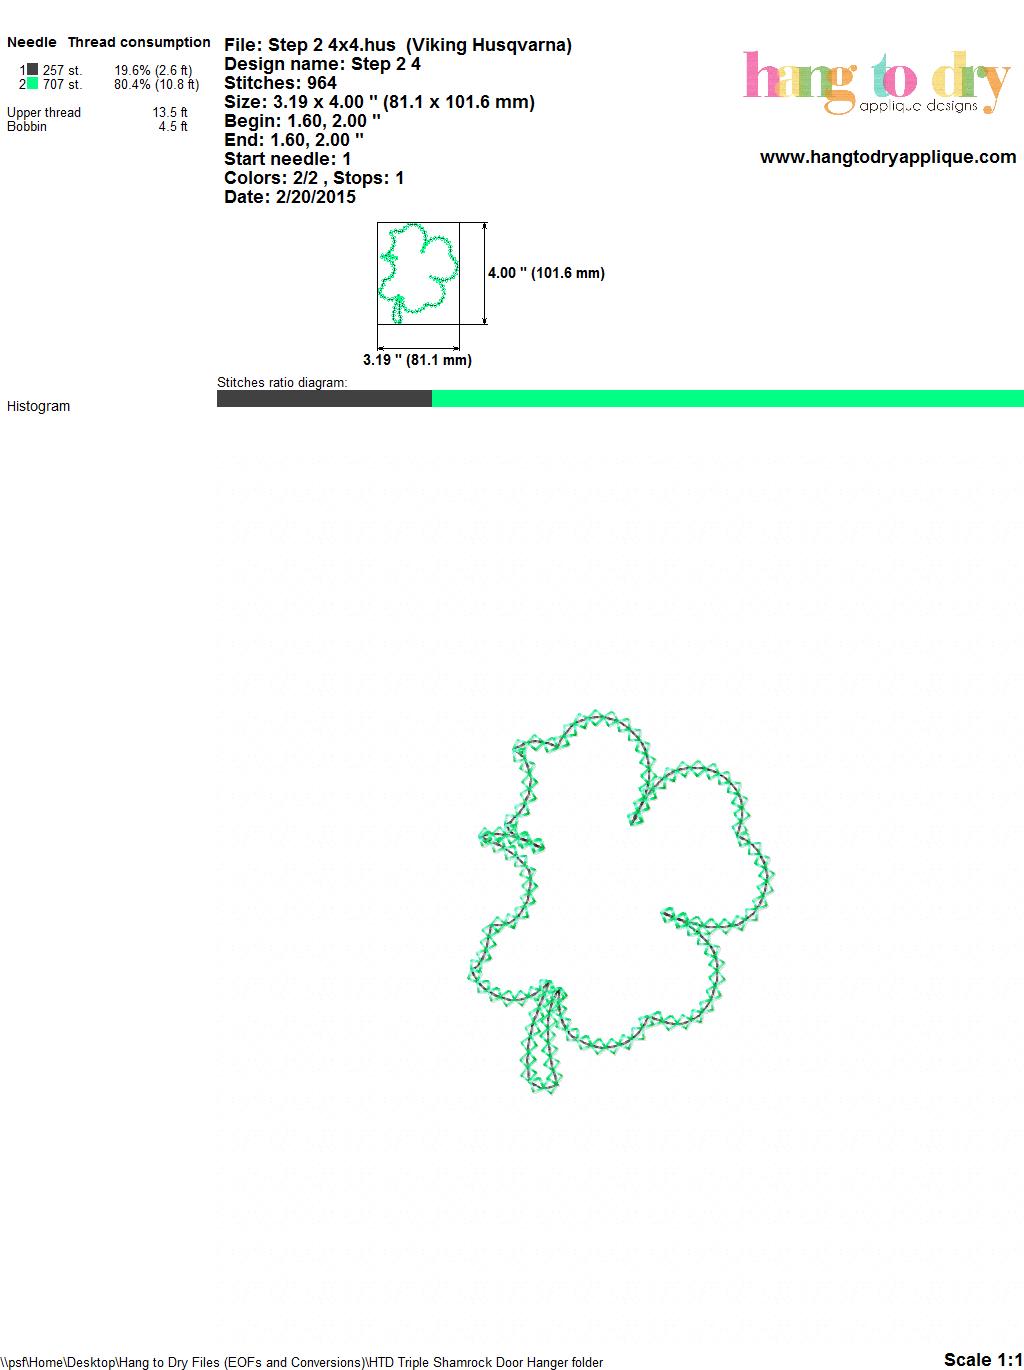 Needle Thread consumption
1 257 st. 19.6% (2.6 ft)
2 707 st. 80.4% (10.8 ft)
Upper thread 13.5 ft
Bobbin 4.5 ft
File: Step 2 4x4.hus (Viking Husqvarna)
Design name: Step 2 4
Stitches: 964
Size: 3.19 x 4.00 " (81.1 x 101.6 mm)
Begin: 1.60, 2.00 "
End: 1.60, 2.00 "
Start needle: 1
Colors: 2/2 , Stops: 1
Date: 2/20/2015
hang to dry
applique designs
www.hangtodryapplique.com
4.00 " (101.6 mm)
3.19 " (81.1 mm)
Stitches ratio diagram:
Histogram
\\psf\Home\Desktop\Hang to Dry Files (EOFs and Conversions)\HTD Triple Shamrock Door Hanger folder
Scale 1:1